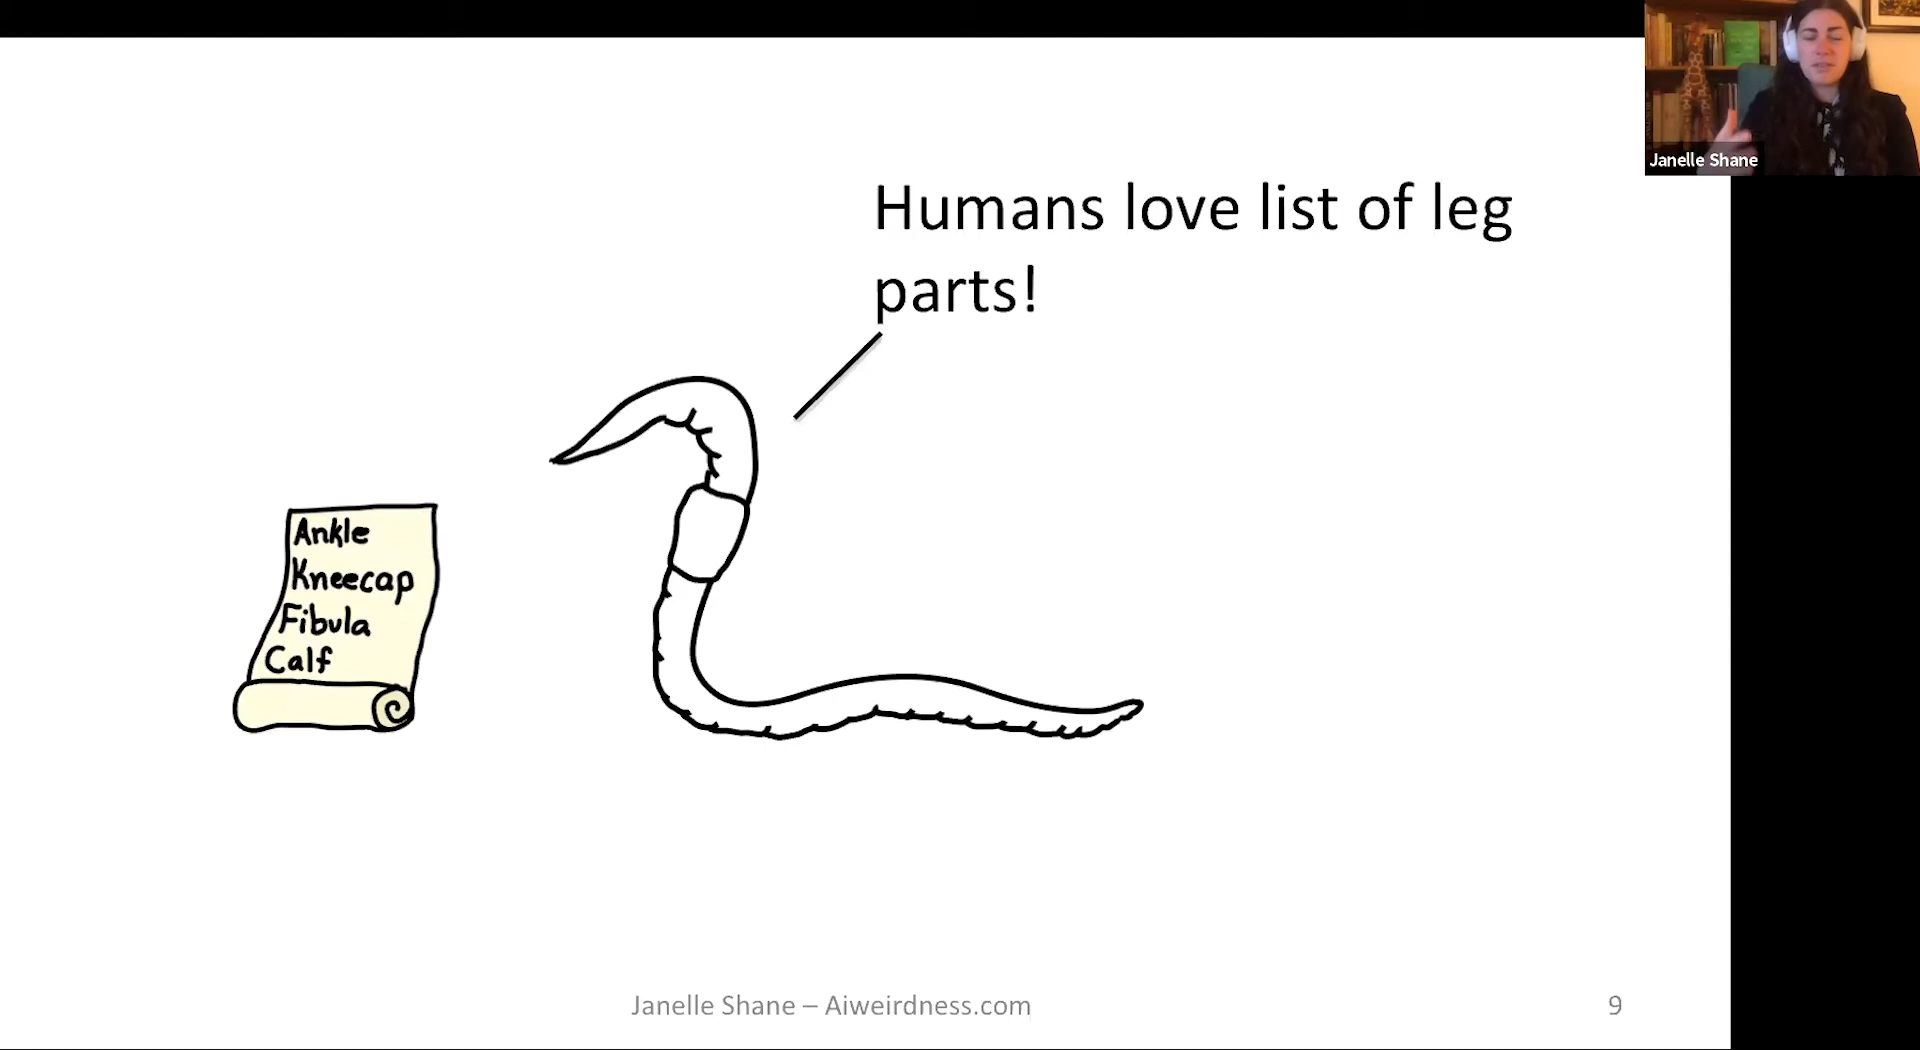 Janelle Shane
Humans love list of leg
parts!
Ankle
Kneecap
Fibula
Calf
Janelle Shane – Aiweirdness.com
9